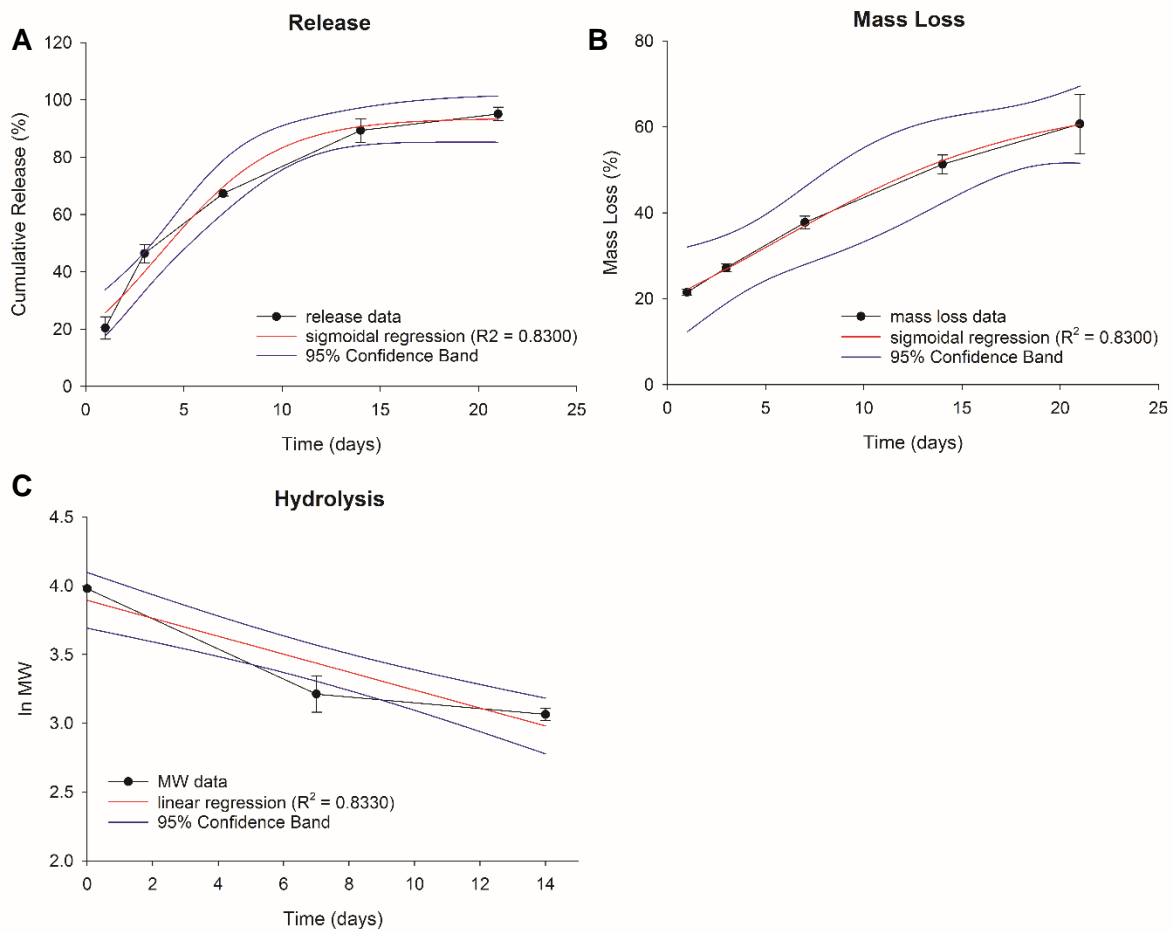 A
Release
Cumulative Release (%)
120
100
80
60
40
20
0
release data
sigmoidal regression (R2 = 0.8300)
95% Confidence Band
0 5 10 15 20 25
Time (days)
B
Mass Loss
Mass Loss (%)
80
60
40
20
0
mass loss data
sigmoidal regression (R² = 0.8300)
95% Confidence Band
0 5 10 15 20 25
Time (days)
C
Hydrolysis
ln MW
4.5
4.0
3.5
3.0
2.5
2.0
MW data
linear regression (R² = 0.8330)
95% Confidence Band
0 2 4 6 8 10 12 14
Time (days)